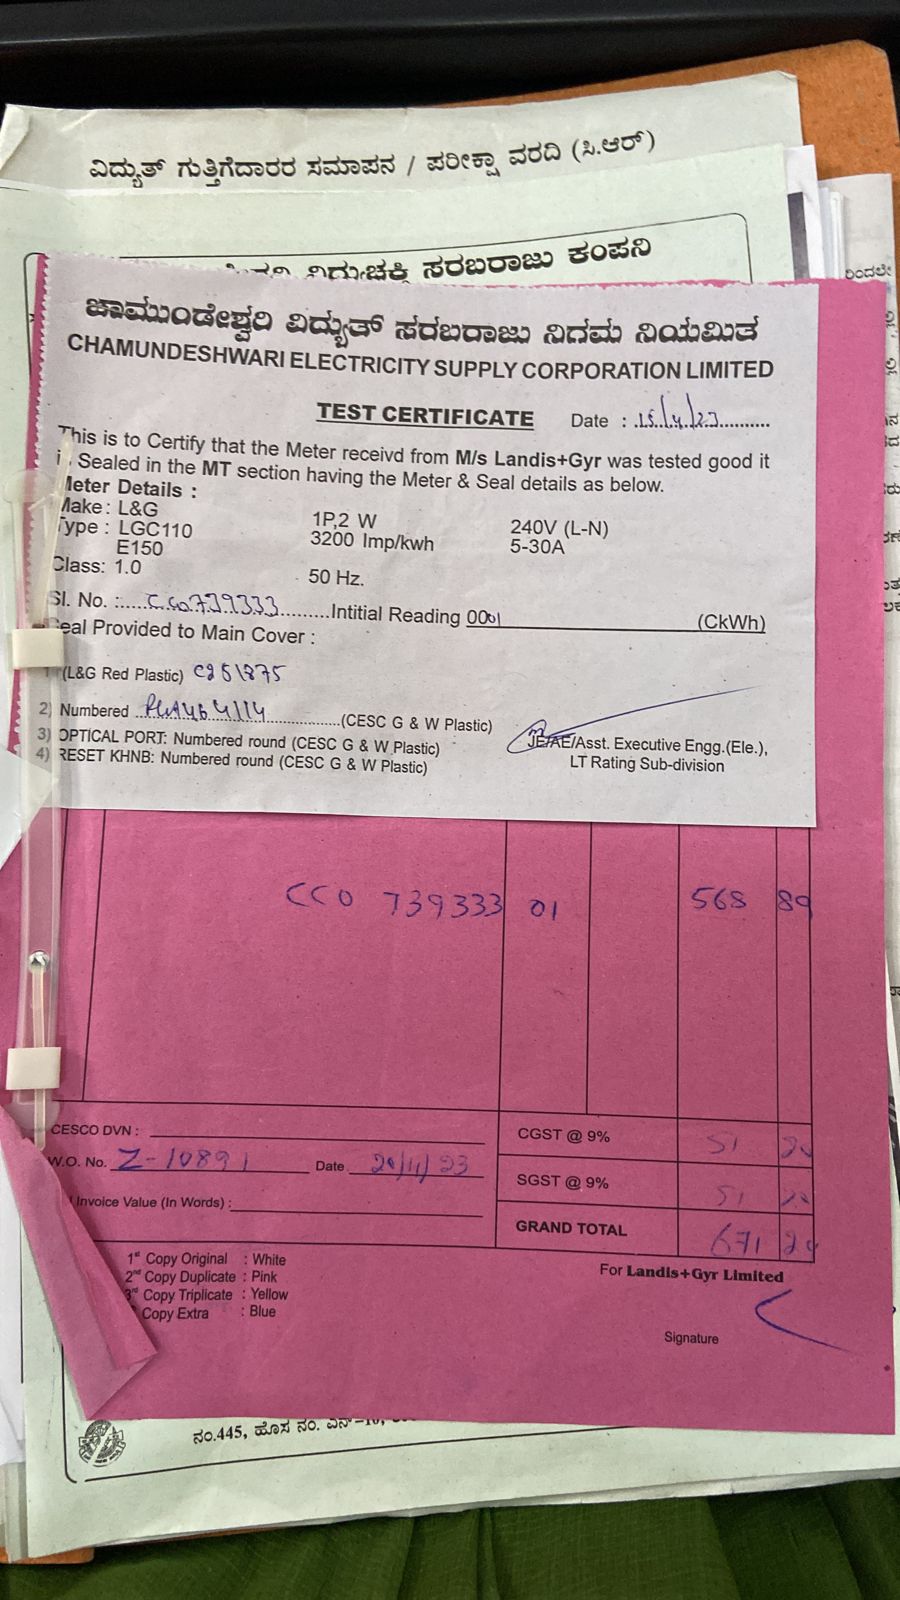 ವಿದ್ಯುತ್ ಗುತ್ತಿಗೆದಾರರ ಸಮಾಪನ / ಪರೀಕ್ಷಾ ವರದಿ (ಸಿ.ಆರ್)
ವಿದ್ಯುಚ್ಛಕ್ತಿ ಸರಬರಾಜು ಕಂಪನಿ
ಚಾಮುಂಡೇಶ್ವರಿ ವಿದ್ಯುತ್ ಸರಬರಾಜು ನಿಗಮ ನಿಯಮಿತ
CHAMUNDESHWARI ELECTRICITY SUPPLY CORPORATION LIMITED
TEST CERTIFICATE Date : 15/4/23
This is to Certify that the Meter receivd from M/s Landis+Gyr was tested good it
Sealed in the MT section having the Meter & Seal details as below.
Meter Details :
Make : L&G 1P,2 W 240V (L-N)
Type : LGC110 3200 Imp/kwh 5-30A
E150
Class: 1.0 50 Hz.
Sl. No. : CC0739333 Intitial Reading 0001 (CkWh)
Seal Provided to Main Cover :
(L&G Red Plastic)
2) Numbered (CESC G & W Plastic)
3) OPTICAL PORT: Numbered round (CESC G & W Plastic) JE/AE/Asst. Executive Engg.(Ele.),
4) RESET KHNB: Numbered round (CESC G & W Plastic) LT Rating Sub-division
CC0 739333 01 568 89
CESCO DVN : CGST @ 9% 51 20
W.O. No. Z-10891 Date 20/11/23
SGST @ 9% 51 20
Invoice Value (In Words) :
GRAND TOTAL 671
1st Copy Original : White For Landis+Gyr Limited
2nd Copy Duplicate : Pink
3rd Copy Triplicate : Yellow
Copy Extra : Blue
Signature
ನಂ.445, ಹೊಸ ನಂ.